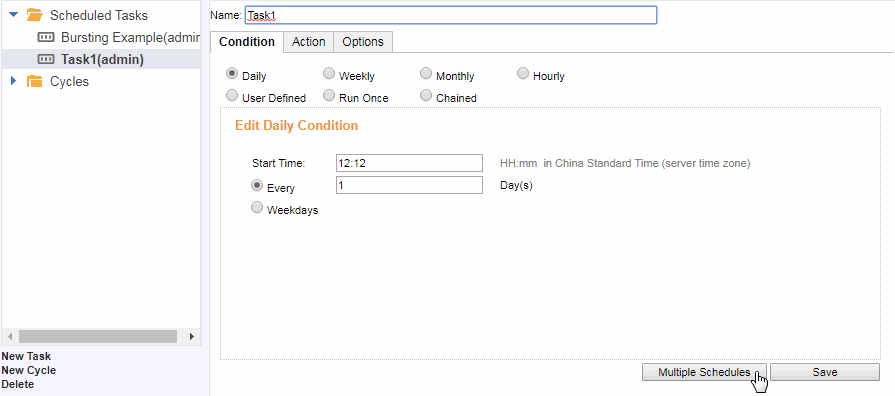 Scheduled Tasks
Bursting Example(admin
Task1(admin)
Cycles
New Task
New Cycle
Delete
Name: Task1
Condition Action Options
Daily Weekly Monthly Hourly
User Defined Run Once Chained
Edit Daily Condition
Start Time: 12:12 HH:mm in China Standard Time (server time zone)
Every 1 Day(s)
Weekdays
Multiple Schedules Save